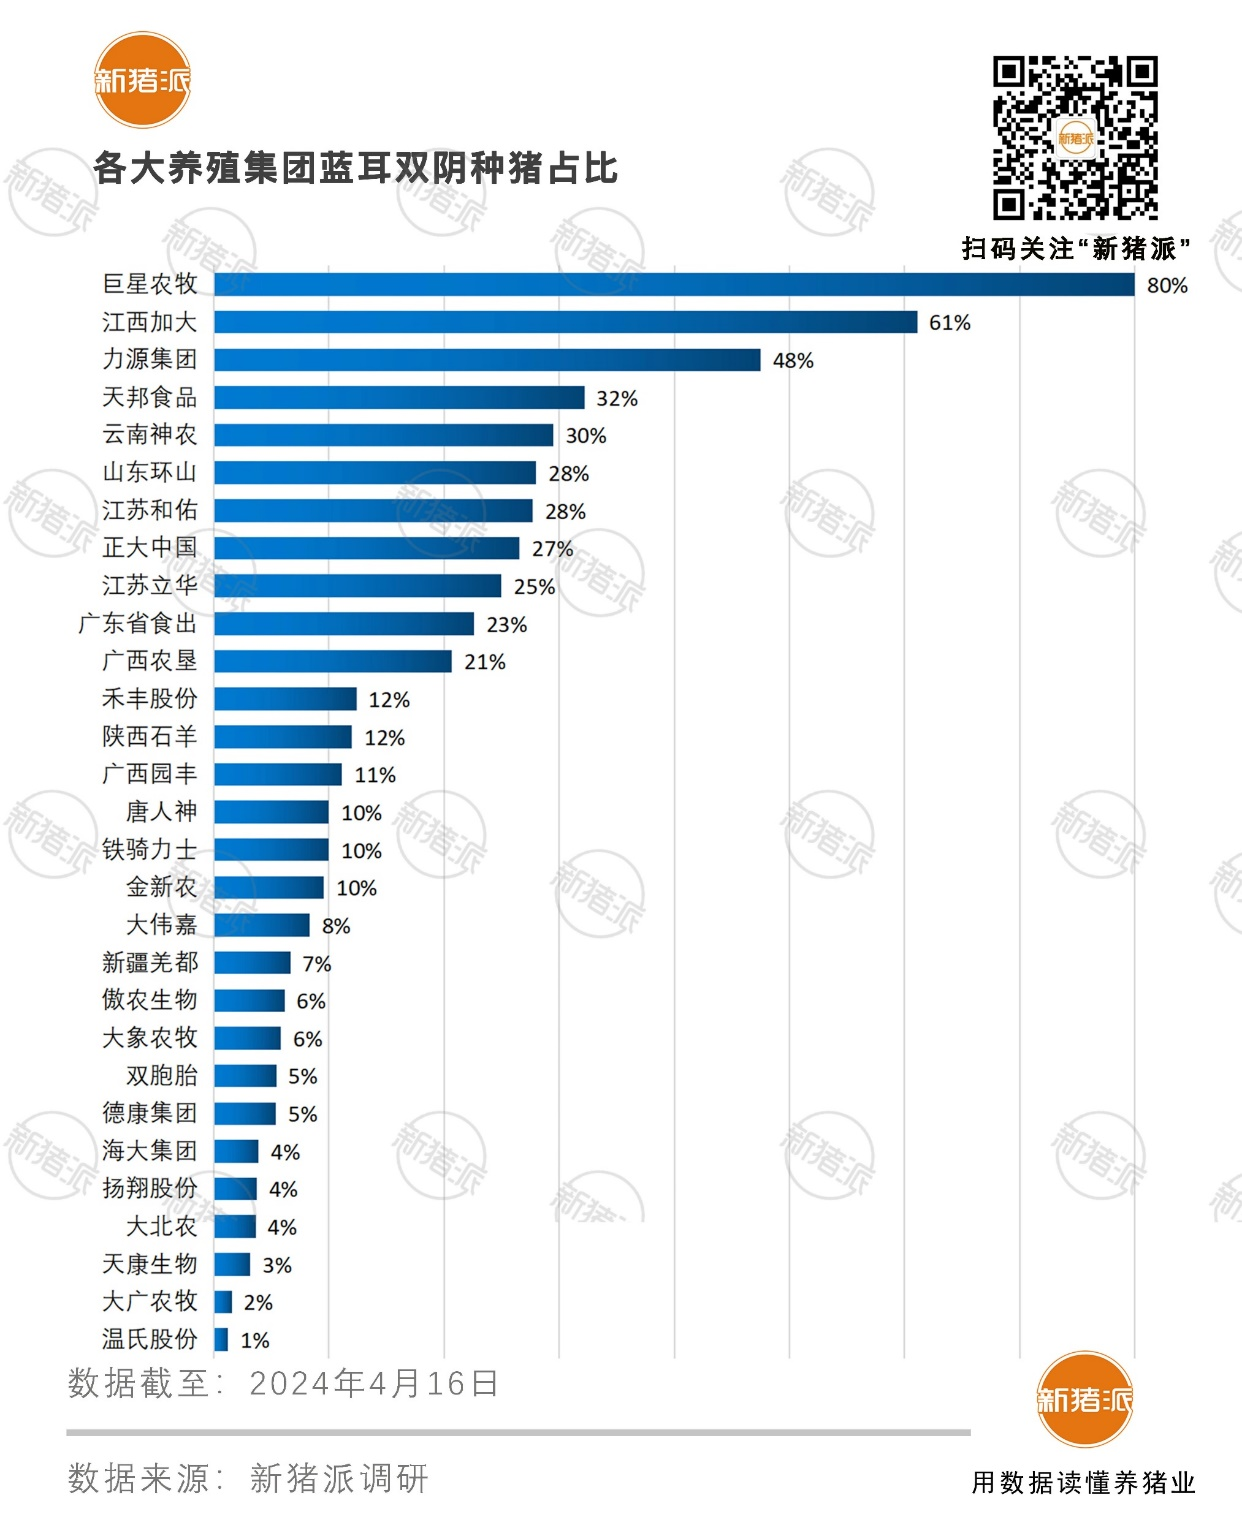 新猪派
各大养殖集团蓝耳双阴种猪占比
新猪派
扫码关注“新猪派”
巨星农牧 80%
江西加大 61%
力源集团 48%
天邦食品 32%
云南神农 30%
山东环山 28%
江苏和佑 28%
正大中国 27%
江苏立华 25%
广东省食出 23%
广西农垦 21%
禾丰股份 12%
陕西石羊 12%
广西园丰 11%
唐人神 10%
铁骑力士 10%
金新农 10%
大伟嘉 8%
新疆羌都 7%
傲农生物 6%
大象农牧 6%
双胞胎 5%
德康集团 5%
海大集团 4%
扬翔股份 4%
大北农 4%
天康生物 3%
大广农牧 2%
温氏股份 1%
数据截至：2024年4月16日
新猪派
数据来源：新猪派调研
用数据读懂养猪业